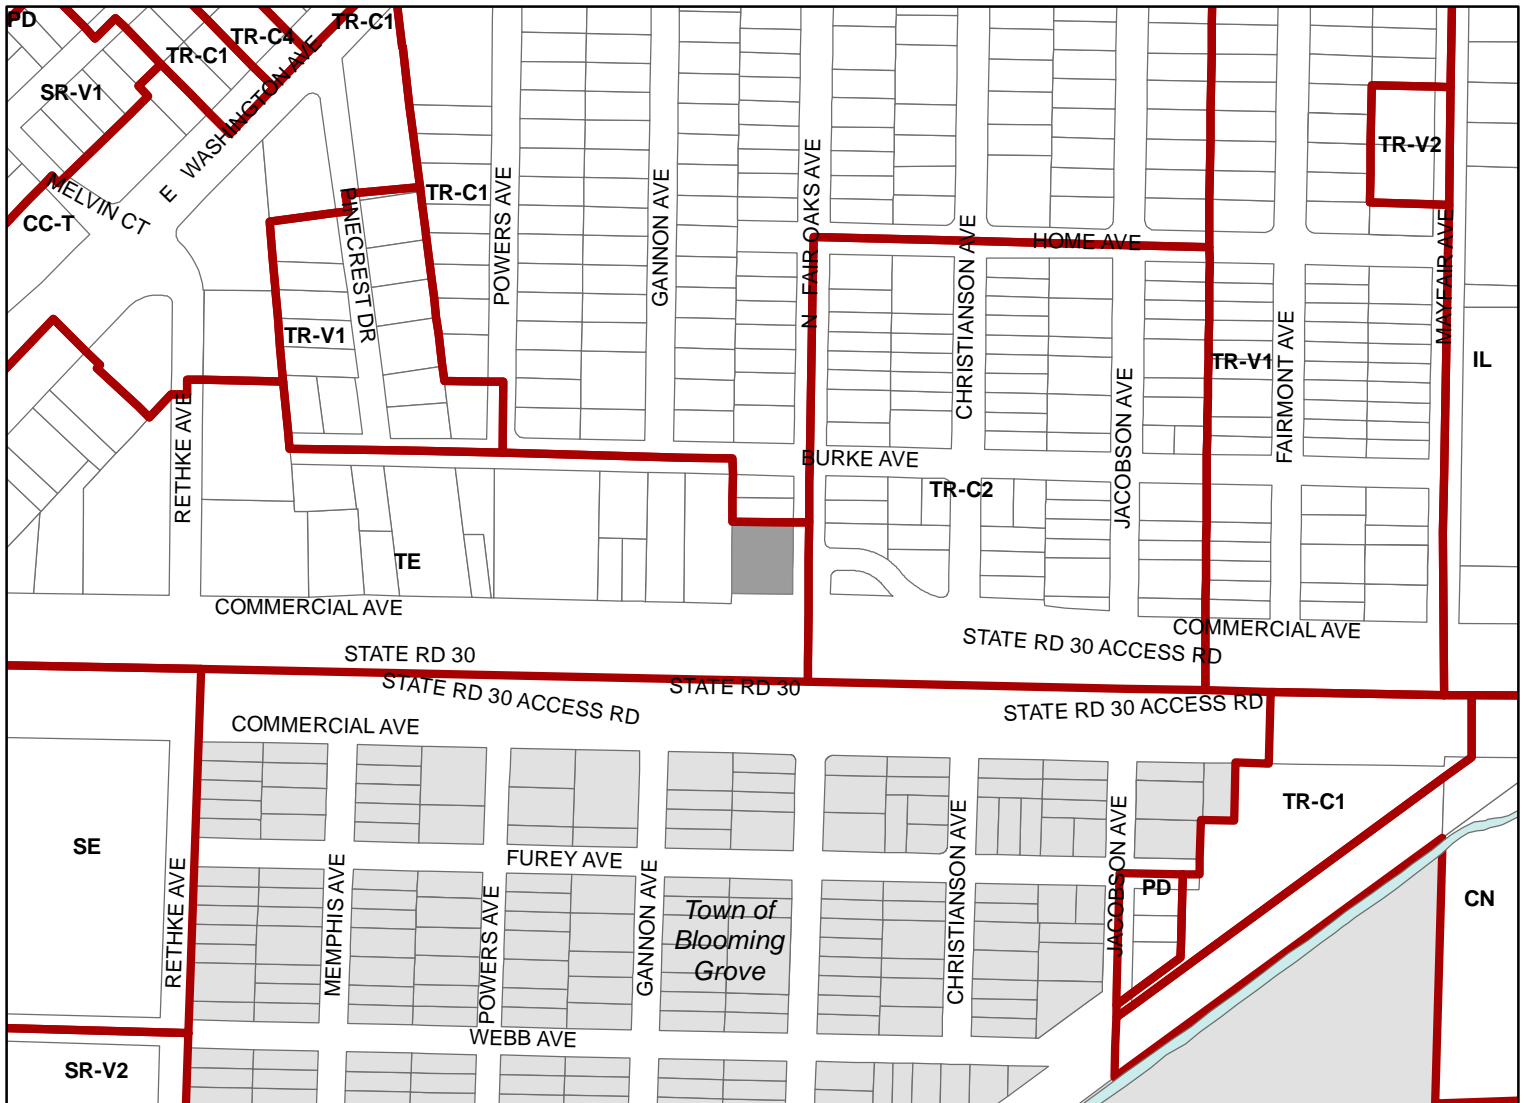 PD
TR-C1
TR-C4
TR-C1
SR-V1
E WASHINGTON AVE
MELVIN CT
CC-T
PINECREST DR
TR-C1
POWERS AVE
GANNON AVE
N FAIR OAKS AVE
CHRISTIANSON AVE
HOME AVE
TR-V2
MAYFAIR AVE
TR-V1
TR-V1
FAIRMONT AVE
IL
RETHKE AVE
JACOBSON AVE
BURKE AVE
TR-C2
TE
COMMERCIAL AVE
COMMERCIAL AVE
STATE RD 30
STATE RD 30 ACCESS RD
STATE RD 30 ACCESS RD
STATE RD 30
STATE RD 30 ACCESS RD
COMMERCIAL AVE
TR-C1
SE
FUREY AVE
RETHKE AVE
MEMPHIS AVE
POWERS AVE
GANNON AVE
Town of
Blooming
Grove
CHRISTIANSON AVE
JACOBSON AVE
PD
CN
WEBB AVE
SR-V2